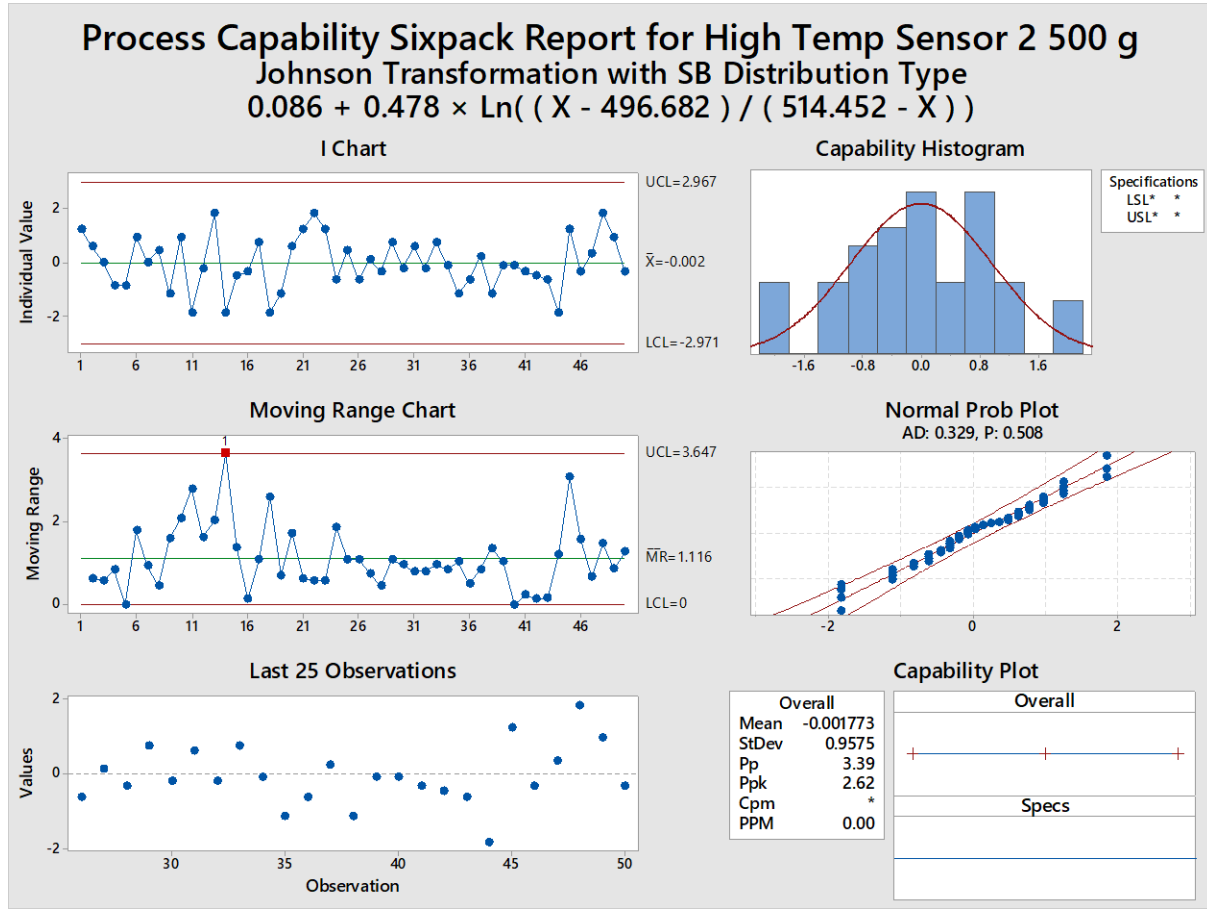 Process Capability Sixpack Report for High Temp Sensor 2 500 g
Johnson Transformation with SB Distribution Type
0.086 + 0.478 × Ln( ( X - 496.682 ) / ( 514.452 - X ) )
I Chart
Individual Value
2
0
-2
1 6 11 16 21 26 31 36 41 46
UCL=2.967
X̄=-0.002
LCL=-2.971
Capability Histogram
-1.6 -0.8 0.0 0.8 1.6
Specifications
LSL* *
USL* *
Moving Range Chart
Moving Range
4
2
0
1
1 6 11 16 21 26 31 36 41 46
UCL=3.647
M̅R̅=1.116
LCL=0
Normal Prob Plot
AD: 0.329, P: 0.508
-2 0 2
Last 25 Observations
Values
2
0
-2
30 35 40 45 50
Observation
Capability Plot
Overall
Mean -0.001773
StDev 0.9575
Pp 3.39
Ppk 2.62
Cpm *
PPM 0.00
Overall
Specs